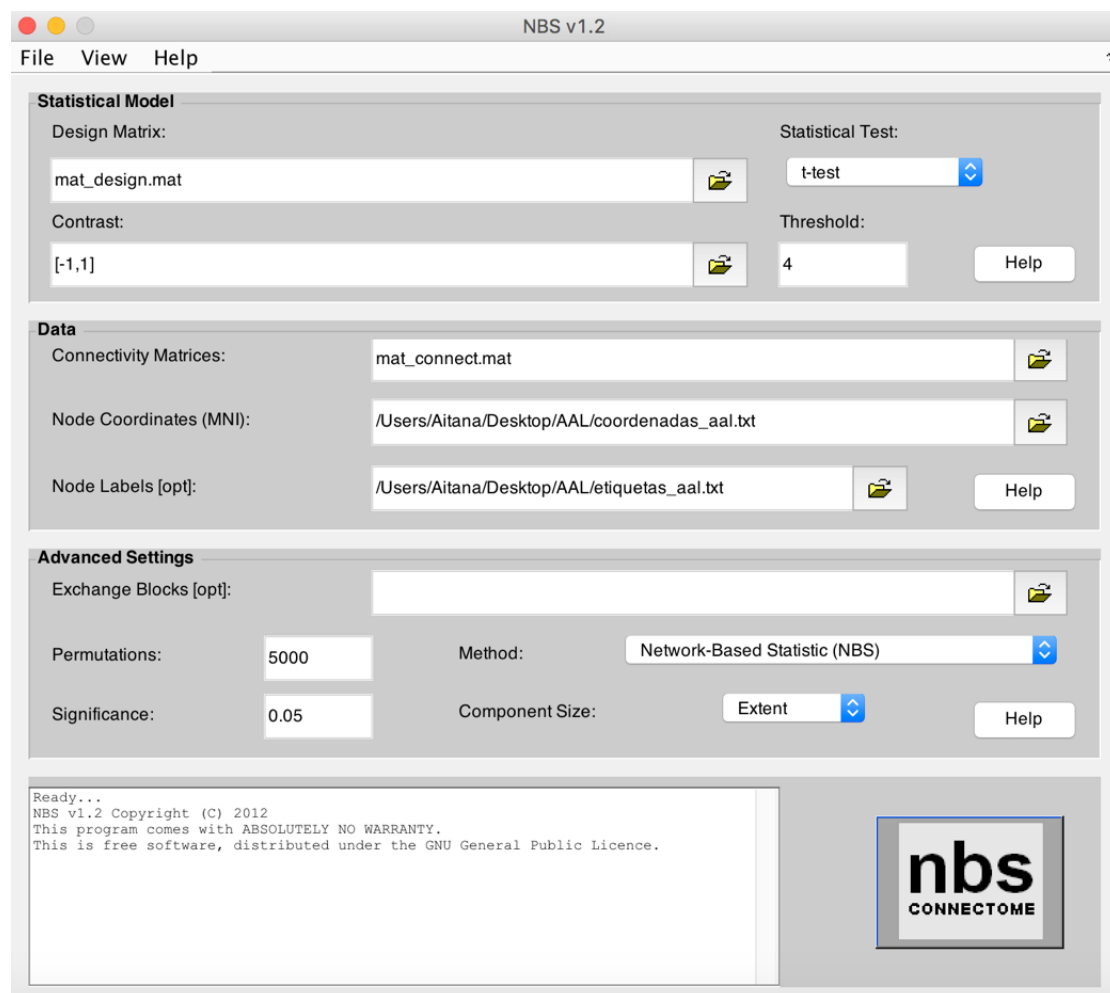 NBS v1.2
File View Help
Statistical Model
Design Matrix: Statistical Test:
mat_design.mat t-test
Contrast: Threshold:
[-1,1] 4 Help
Data
Connectivity Matrices: mat_connect.mat
Node Coordinates (MNI): /Users/Aitana/Desktop/AAL/coordenadas_aal.txt
Node Labels [opt]: /Users/Aitana/Desktop/AAL/etiquetas_aal.txt Help
Advanced Settings
Exchange Blocks [opt]:
Permutations: 5000 Method: Network-Based Statistic (NBS)
Significance: 0.05 Component Size: Extent Help
Ready...
NBS v1.2 Copyright (C) 2012
This program comes with ABSOLUTELY NO WARRANTY.
This is free software, distributed under the GNU General Public Licence.
nbs
CONNECTOME